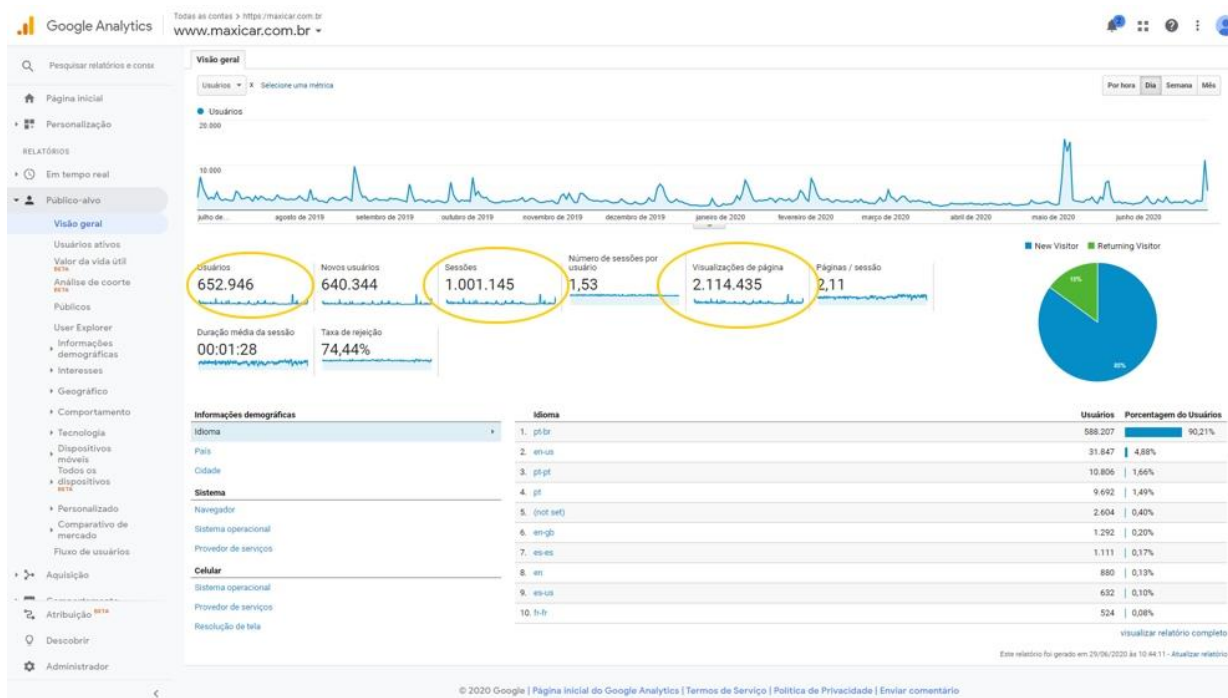 Google Analytics
Todas as contas > https://maxicar.com.br
www.maxicar.com.br
2
Pesquisar relatórios e conse
Página inicial
Personalização
RELATÓRIOS
Em tempo real
Público-alvo
Visão geral
Usuários ativos
Valor da vida útil
BETA
Análise de coorte
BETA
Públicos
User Explorer
Informações
demográficas
Interesses
Geográfico
Comportamento
Tecnologia
Dispositivos
móveis
Todos os
dispositivos
BETA
Personalizado
Comparativo de
mercado
Fluxo de usuários
Aquisição
Comportamento
Atribuição BETA
Descobrir
Administrador
Visão geral
Usuários X Selecione uma métrica
Por hora Dia Semana Mês
Usuários
20.000
10.000
julho de... agosto de 2019 setembro de 2019 outubro de 2019 novembro de 2019 dezembro de 2019 janeiro de 2020 fevereiro de 2020 março de 2020 abril de 2020 maio de 2020 junho de 2020
New Visitor Returning Visitor
Usuários
652.946
Novos usuários
640.344
Sessões
1.001.145
Número de sessões por
usuário
1,53
Visualizações de página
2.114.435
Páginas / sessão
2,11
Duração média da sessão
00:01:28
Taxa de rejeição
74,44%
Informações demográficas
Idioma
País
Cidade
Sistema
Navegador
Sistema operacional
Provedor de serviços
Celular
Sistema operacional
Provedor de serviços
Resolução de tela
Idioma Usuários Porcentagem do Usuários
1. pt-br 588.207 90,21%
2. en-us 31.847 4,88%
3. pt-pt 10.806 1,66%
4. pt 9.692 1,49%
5. (not set) 2.604 0,40%
6. en-gb 1.292 0,20%
7. es-es 1.111 0,17%
8. en 880 0,13%
9. es-us 632 0,10%
10. fr-fr 524 0,08%
visualizar relatório completo
Este relatório foi gerado em 29/06/2020 às 10:44:11 - Atualizar relatório
© 2020 Google | Página inicial do Google Analytics | Termos de Serviço | Política de Privacidade | Enviar comentário